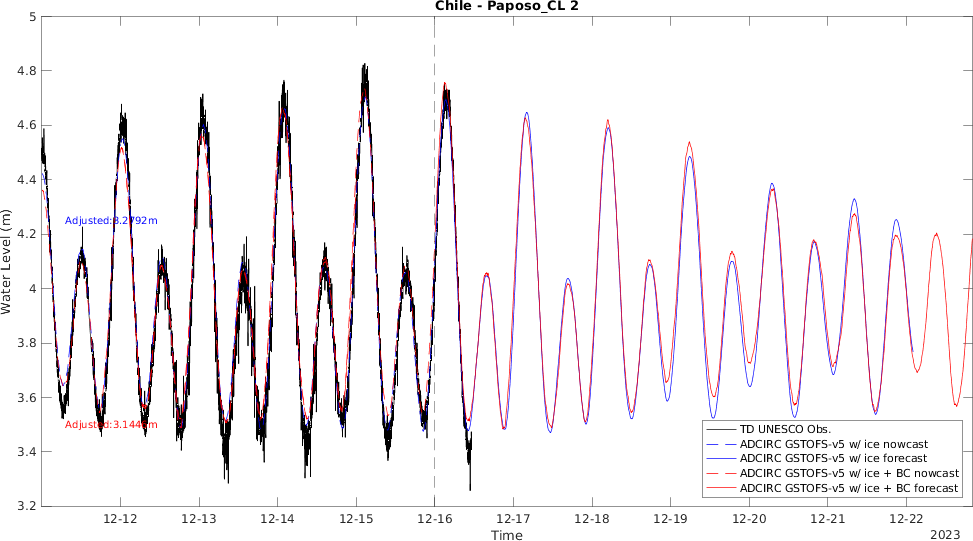 Chile - Paposo_CL 2
5
4.8
4.6
4.4
4.2
4
3.8
3.6
3.4
3.2
Water Level (m)
Adjusted:3.2792m
12-12
12-13
12-14
12-15
12-16
12-17
12-18
12-19
12-20
12-21
12-22
Time
2023
TD UNESCO Obs.
ADCIRC GSTOFS-v5 w/ ice nowcast
ADCIRC GSTOFS-v5 w/ ice forecast
ADCIRC GSTOFS-v5 w/ ice + BC nowcast
ADCIRC GSTOFS-v5 w/ ice + BC forecast